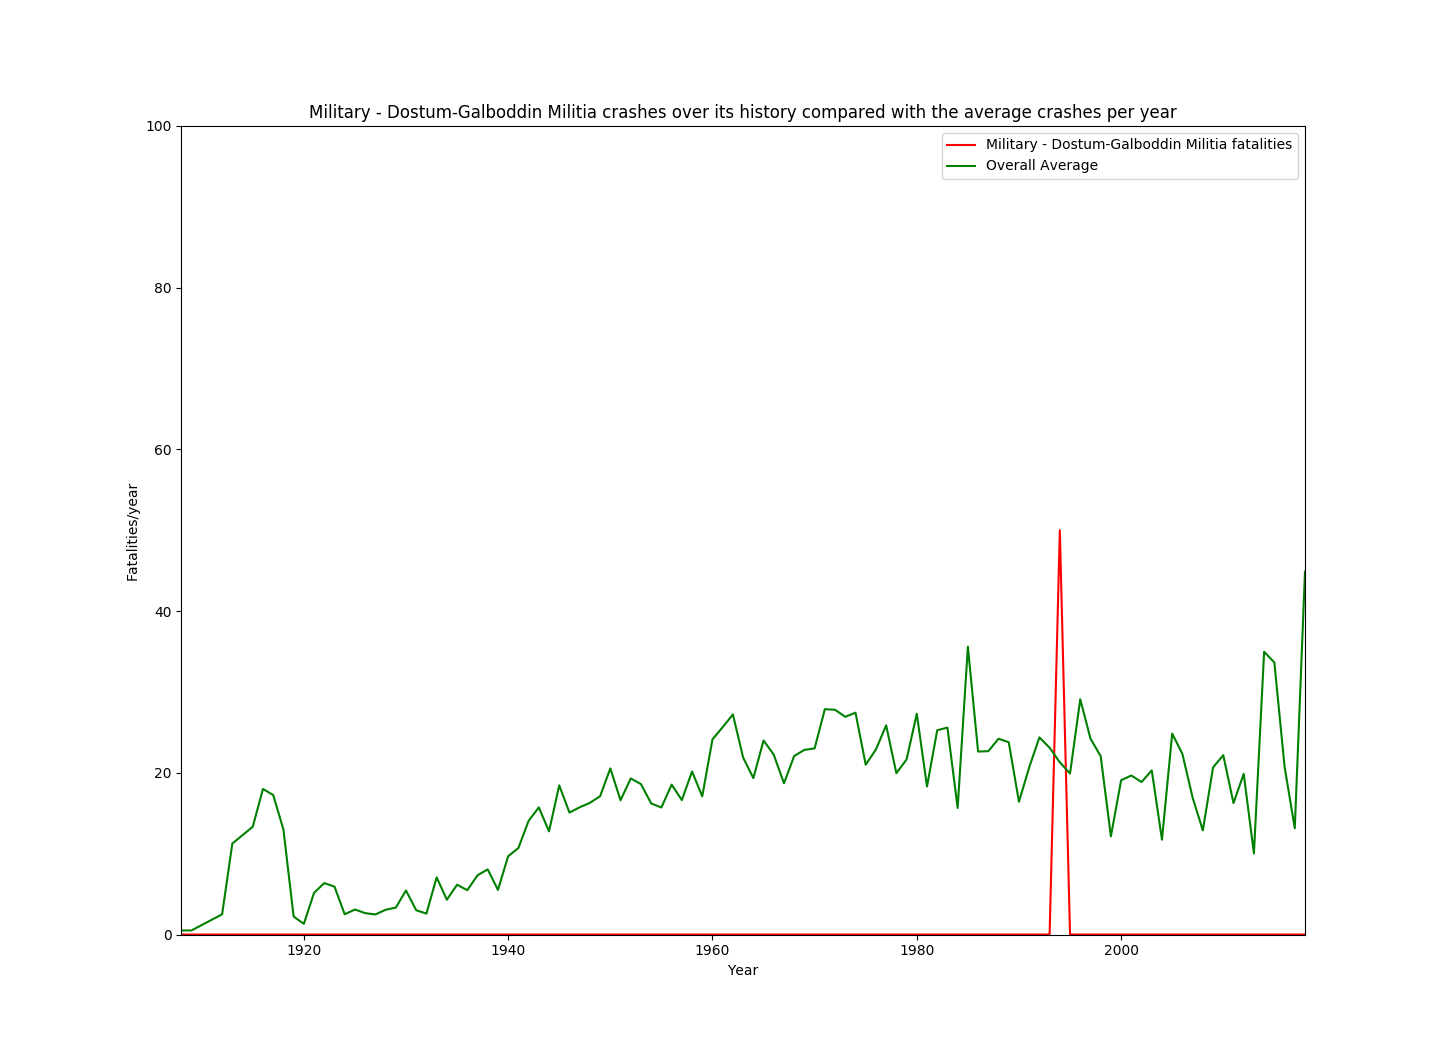 Military - Dostum-Galboddin Militia crashes over its history compared with the average crashes per year
100
Military - Dostum-Galboddin Militia fatalities
Overall Average
80
60
Fatalities/year
40
20
0
1920 1940 1960 1980 2000
Year